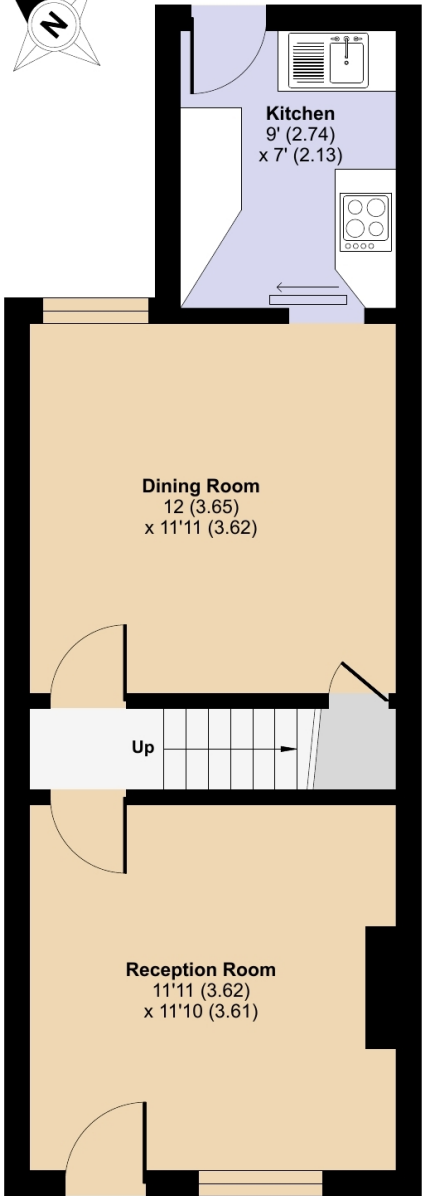 N
Kitchen
9' (2.74)
x 7' (2.13)
Dining Room
12 (3.65)
x 11'11 (3.62)
Up
Reception Room
11'11 (3.62)
x 11'10 (3.61)